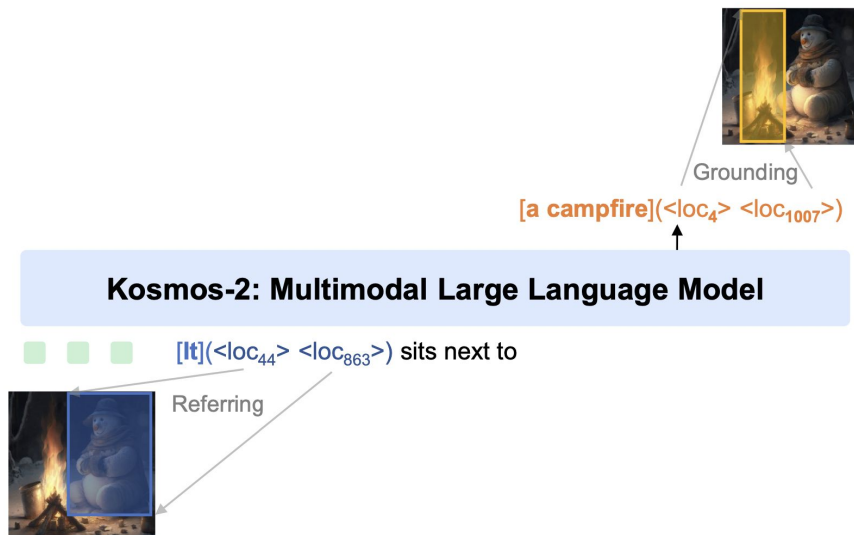 Grounding
[a campfire](<loc4> <loc1007>)
Kosmos-2: Multimodal Large Language Model
[It](<loc44> <loc863>) sits next to
Referring